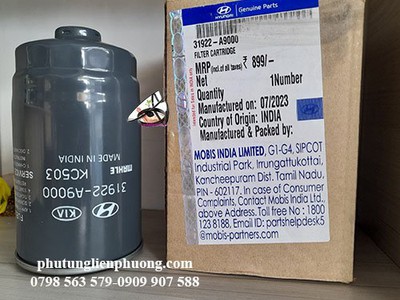 HYUNDAI
Genuine Parts
31922-A9000
FILTER CARTRIDGE
MRP (incl.of all taxes) ₹ 899/-
Net 1Number
Quantity
Manufactured on: 07/2023
Country of Origin: INDIA
Manufactured & Packed by:
MOBIS INDIA LIMITED, G1-G4, SIPCOT
Industrial Park, Irrungattukottai,
Kancheepuram Dist. Tamil Nadu,
PIN - 602117. In case of Consumer
Complaints, Contact Mobis India Ltd.
above Address. Toll free No : 1800
123 8188. Email ID: partshelpdesk5
@mobis-partners.com
KIA
31922-A9000
MAHLE KC503
MADE IN INDIA
phutunglienphuong.com
0798 563 579-0909 907 588